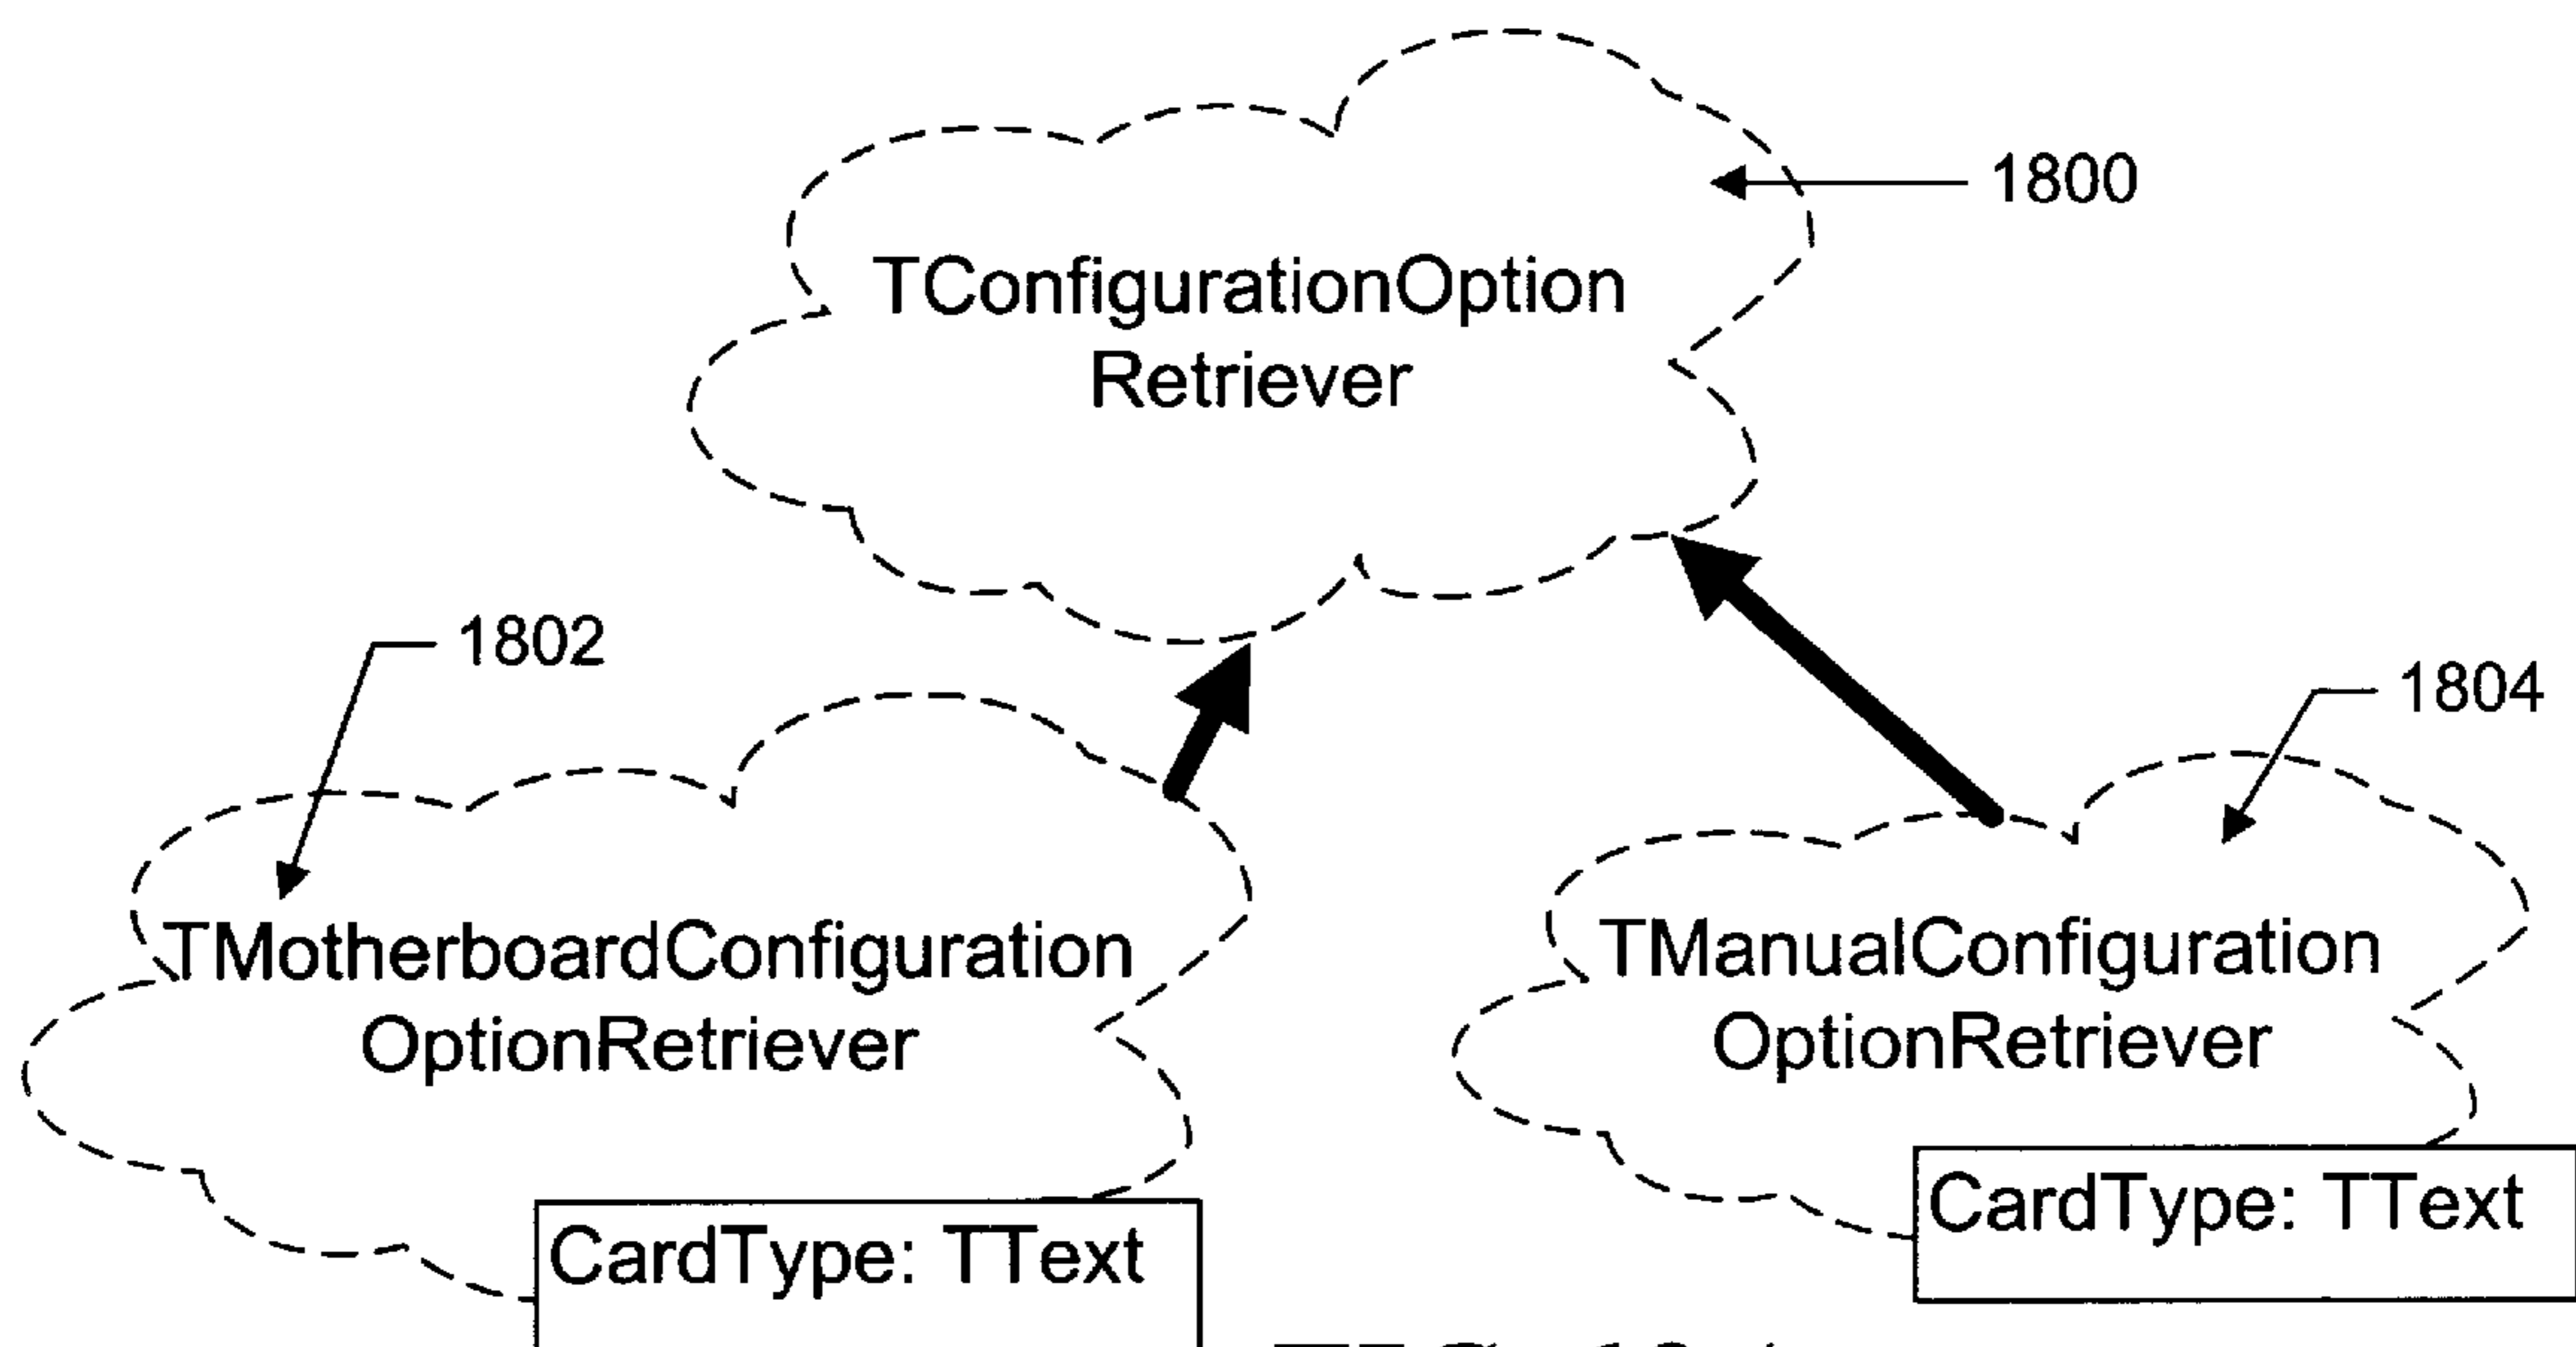 1800
TConfigurationOption
Retriever
1802
1804
TMotherboardConfiguration
OptionRetriever
TManualConfiguration
OptionRetriever
CardType: TText
CardType: TText